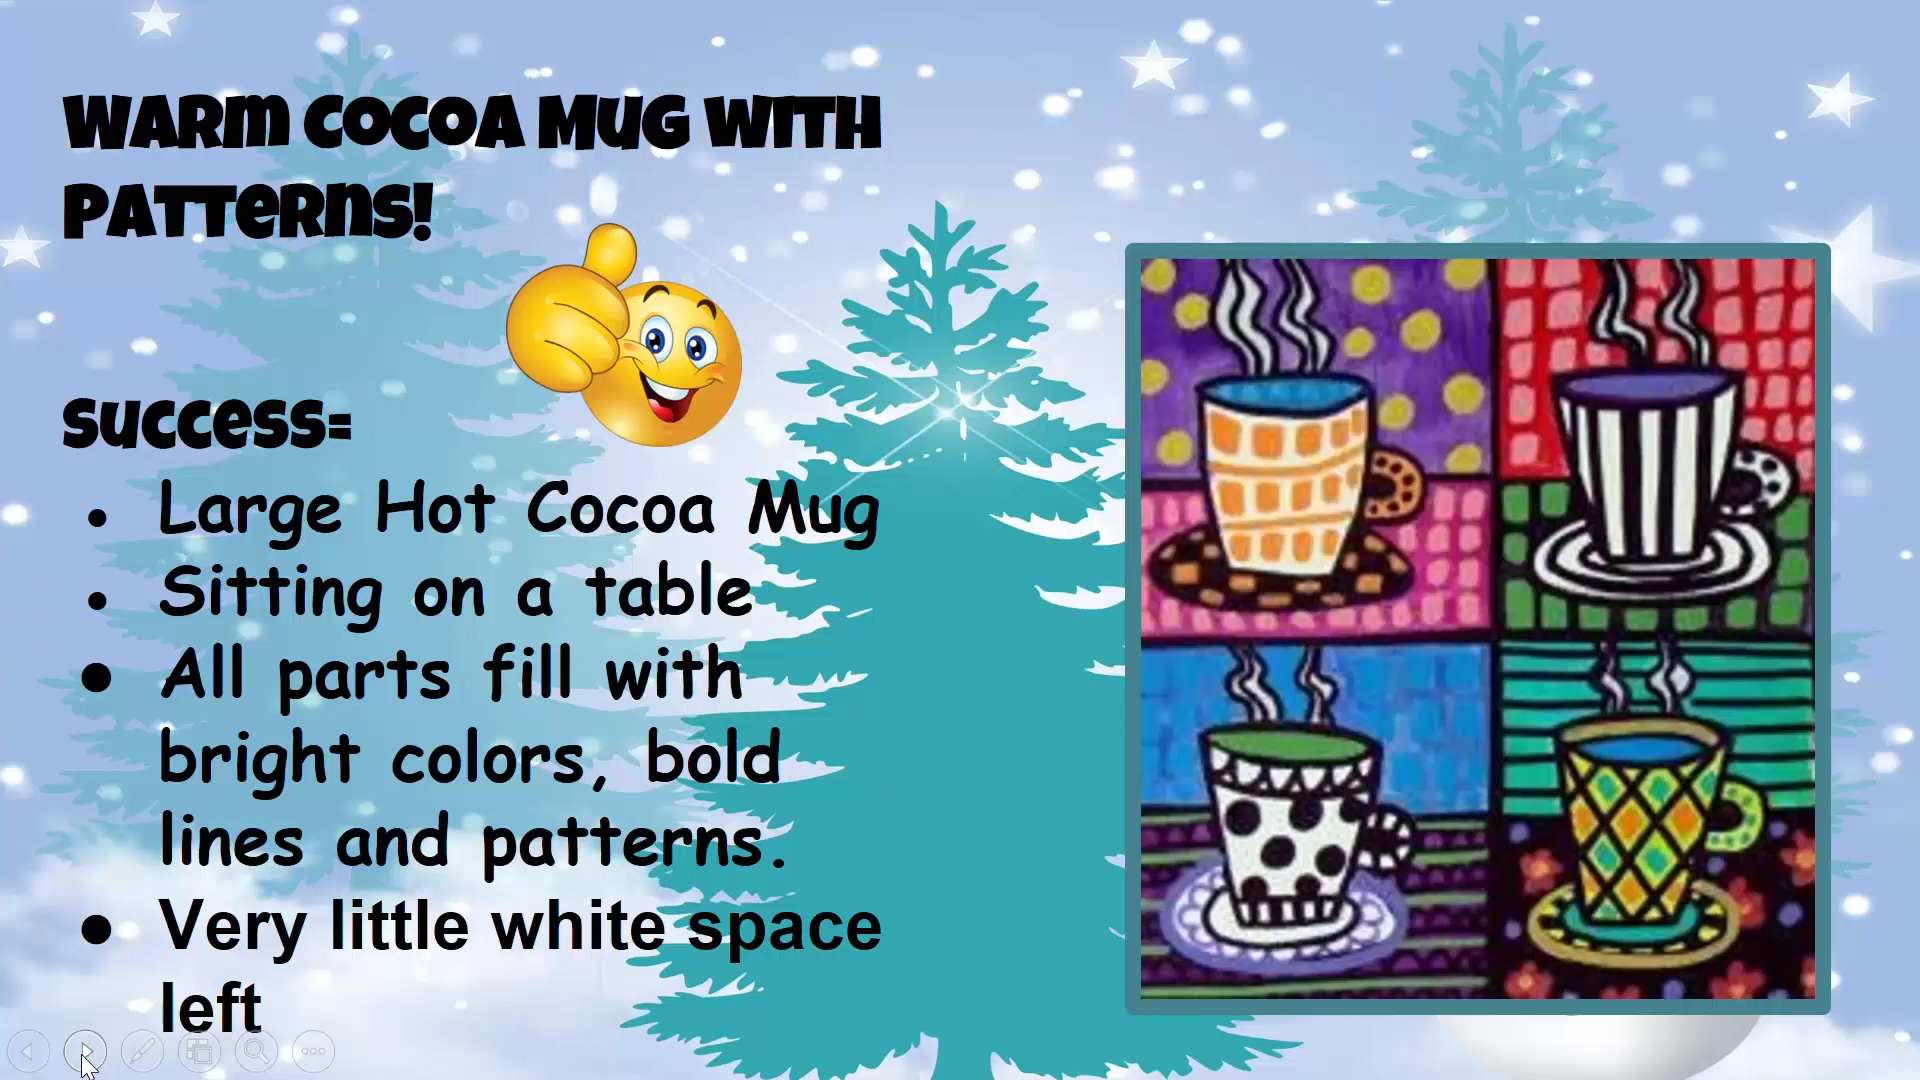 Warm Cocoa Mug with
Patterns!
Success=
● Large Hot Cocoa Mug
● Sitting on a table
● All parts fill with
bright colors, bold
lines and patterns.
● Very little white space
left